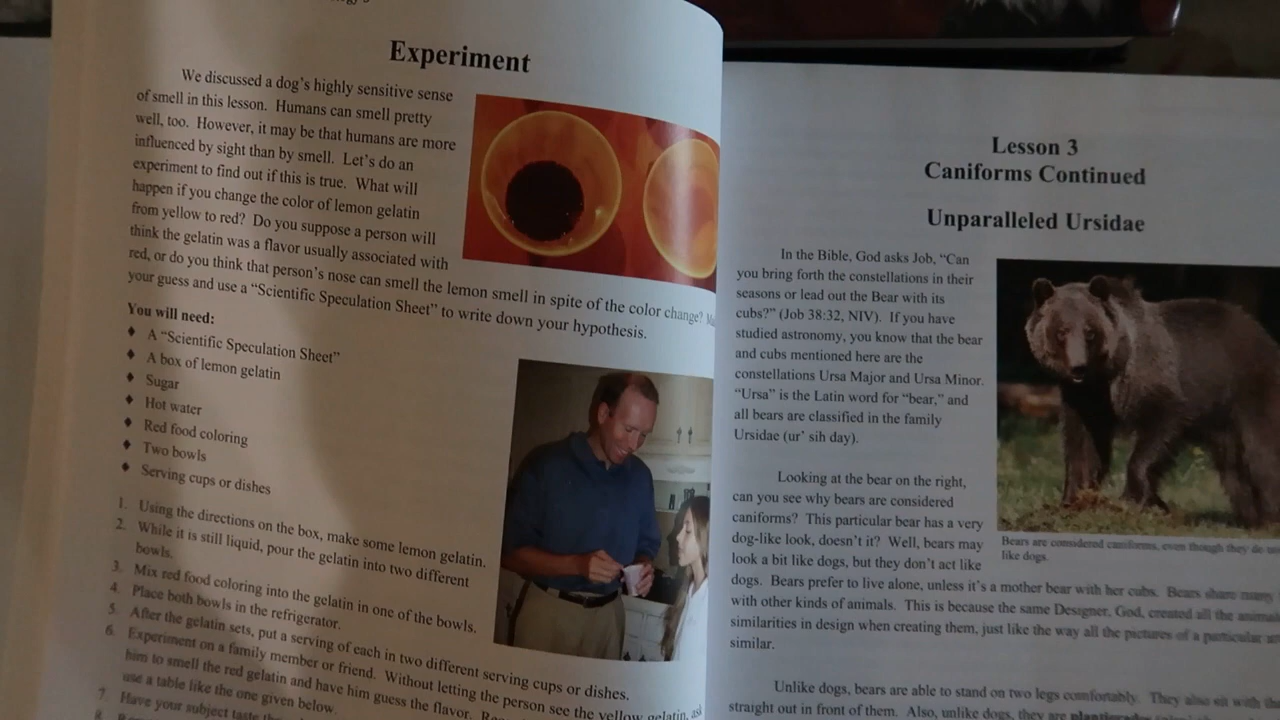 Experiment
We discussed a dog's highly sensitive sense
of smell in this lesson. Humans can smell pretty
well, too. However, it may be that humans are more
influenced by sight than by smell. Let's do an
experiment to find out if this is true. What will
happen if you change the color of lemon gelatin
from yellow to red? Do you suppose a person will
think the gelatin was a flavor usually associated with
red, or do you think that person's nose can smell the lemon smell in spite of the color change?
your guess and use a "Scientific Speculation Sheet" to write down your hypothesis.
You will need:
♦ A "Scientific Speculation Sheet"
♦ A box of lemon gelatin
♦ Sugar
♦ Hot water
♦ Red food coloring
♦ Two bowls
♦ Serving cups or dishes
1. Using the directions on the box, make some lemon gelatin.
2. While it is still liquid, pour the gelatin into two different
bowls.
3. Mix red food coloring into the gelatin in one of the bowls.
4. Place both bowls in the refrigerator.
5. After the gelatin sets, put a serving of each in two different serving cups or dishes.
6. Experiment on a family member or friend. Without letting the person see the yellow gelatin, ask
him to smell the red gelatin and have him guess the flavor.
use a table like the one given below.
7. Have your subject taste
8.
Lesson 3
Caniforms Continued
Unparalleled Ursidae
In the Bible, God asks Job, "Can
you bring forth the constellations in their
seasons or lead out the Bear with its
cubs?" (Job 38:32, NIV). If you have
studied astronomy, you know that the bear
and cubs mentioned here are the
constellations Ursa Major and Ursa Minor.
"Ursa" is the Latin word for "bear," and
all bears are classified in the family
Ursidae (ur' sih day).
Looking at the bear on the right,
can you see why bears are considered
caniforms? This particular bear has a very
dog-like look, doesn't it? Well, bears may
look a bit like dogs, but they don't act like
dogs. Bears prefer to live alone, unless it's a mother bear with her cubs. Bears share many
with other kinds of animals. This is because the same Designer, God, created all the
similarities in design when creating them, just like the way all the pictures of a particular
similar.
Bears are considered caniforms, even though they do
like dogs.
Unlike dogs, bears are able to stand on two legs comfortably. They also sit with
straight out in front of them. Also, unlike dogs, they are